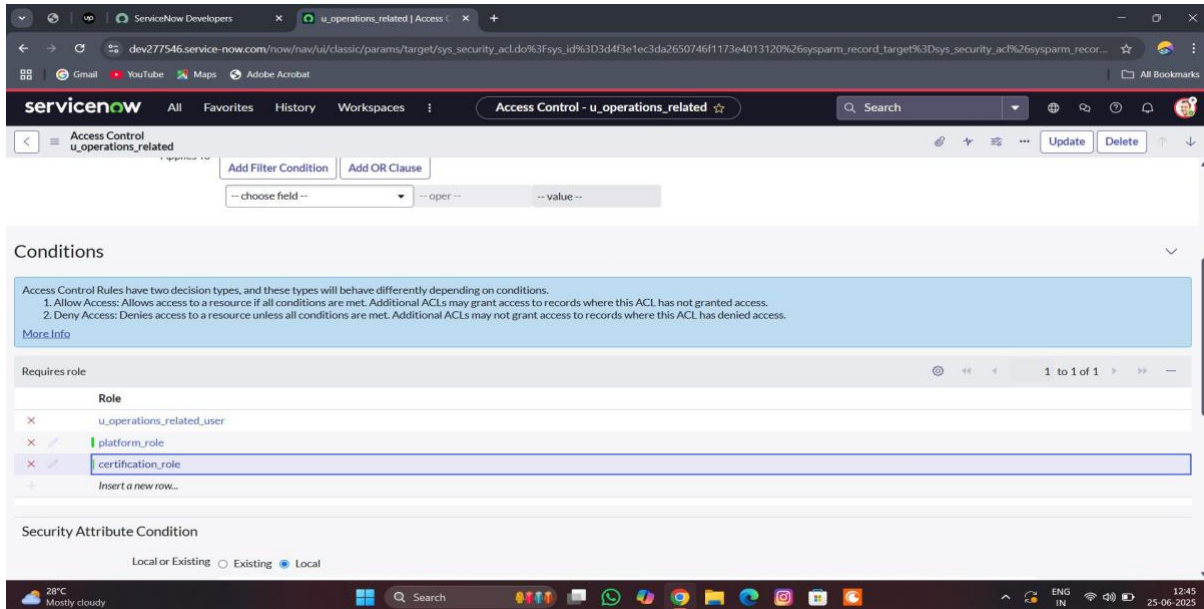 ServiceNow Developers
u_operations_related | Access C
dev277546.service-now.com/now/nav/ui/classic/params/target/sys_security_acl.do%3Fsys_id%3D3d4f3e1ec3da2650746f1173e4013120%26sysparm_record_target%3Dsys_security_acl%26sysparm_recor...
Gmail YouTube Maps Adobe Acrobat All Bookmarks
servicenow All Favorites History Workspaces Access Control - u_operations_related Search
Access Control
u_operations_related
Update Delete
Applies To
Add Filter Condition Add OR Clause
-- choose field -- -- oper -- -- value --
Conditions
Access Control Rules have two decision types, and these types will behave differently depending on conditions.
1. Allow Access: Allows access to a resource if all conditions are met. Additional ACLs may grant access to records where this ACL has not granted access.
2. Deny Access: Denies access to a resource unless all conditions are met. Additional ACLs may not grant access to records where this ACL has denied access.
More Info
Requires role 1 to 1 of 1
Role
u_operations_related_user
platform_role
certification_role
Insert a new row...
Security Attribute Condition
Local or Existing Existing Local
28°C
Mostly cloudy
Search
ENG
IN
12:45
25-06-2025